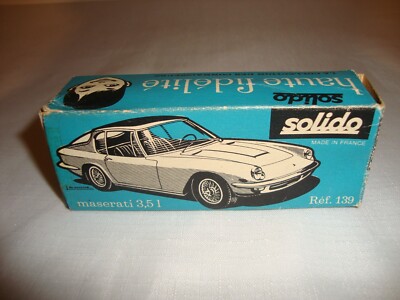 haute fidélité
solido
solido
MADE IN FRANCE
maserati 3,5 l
Réf. 139